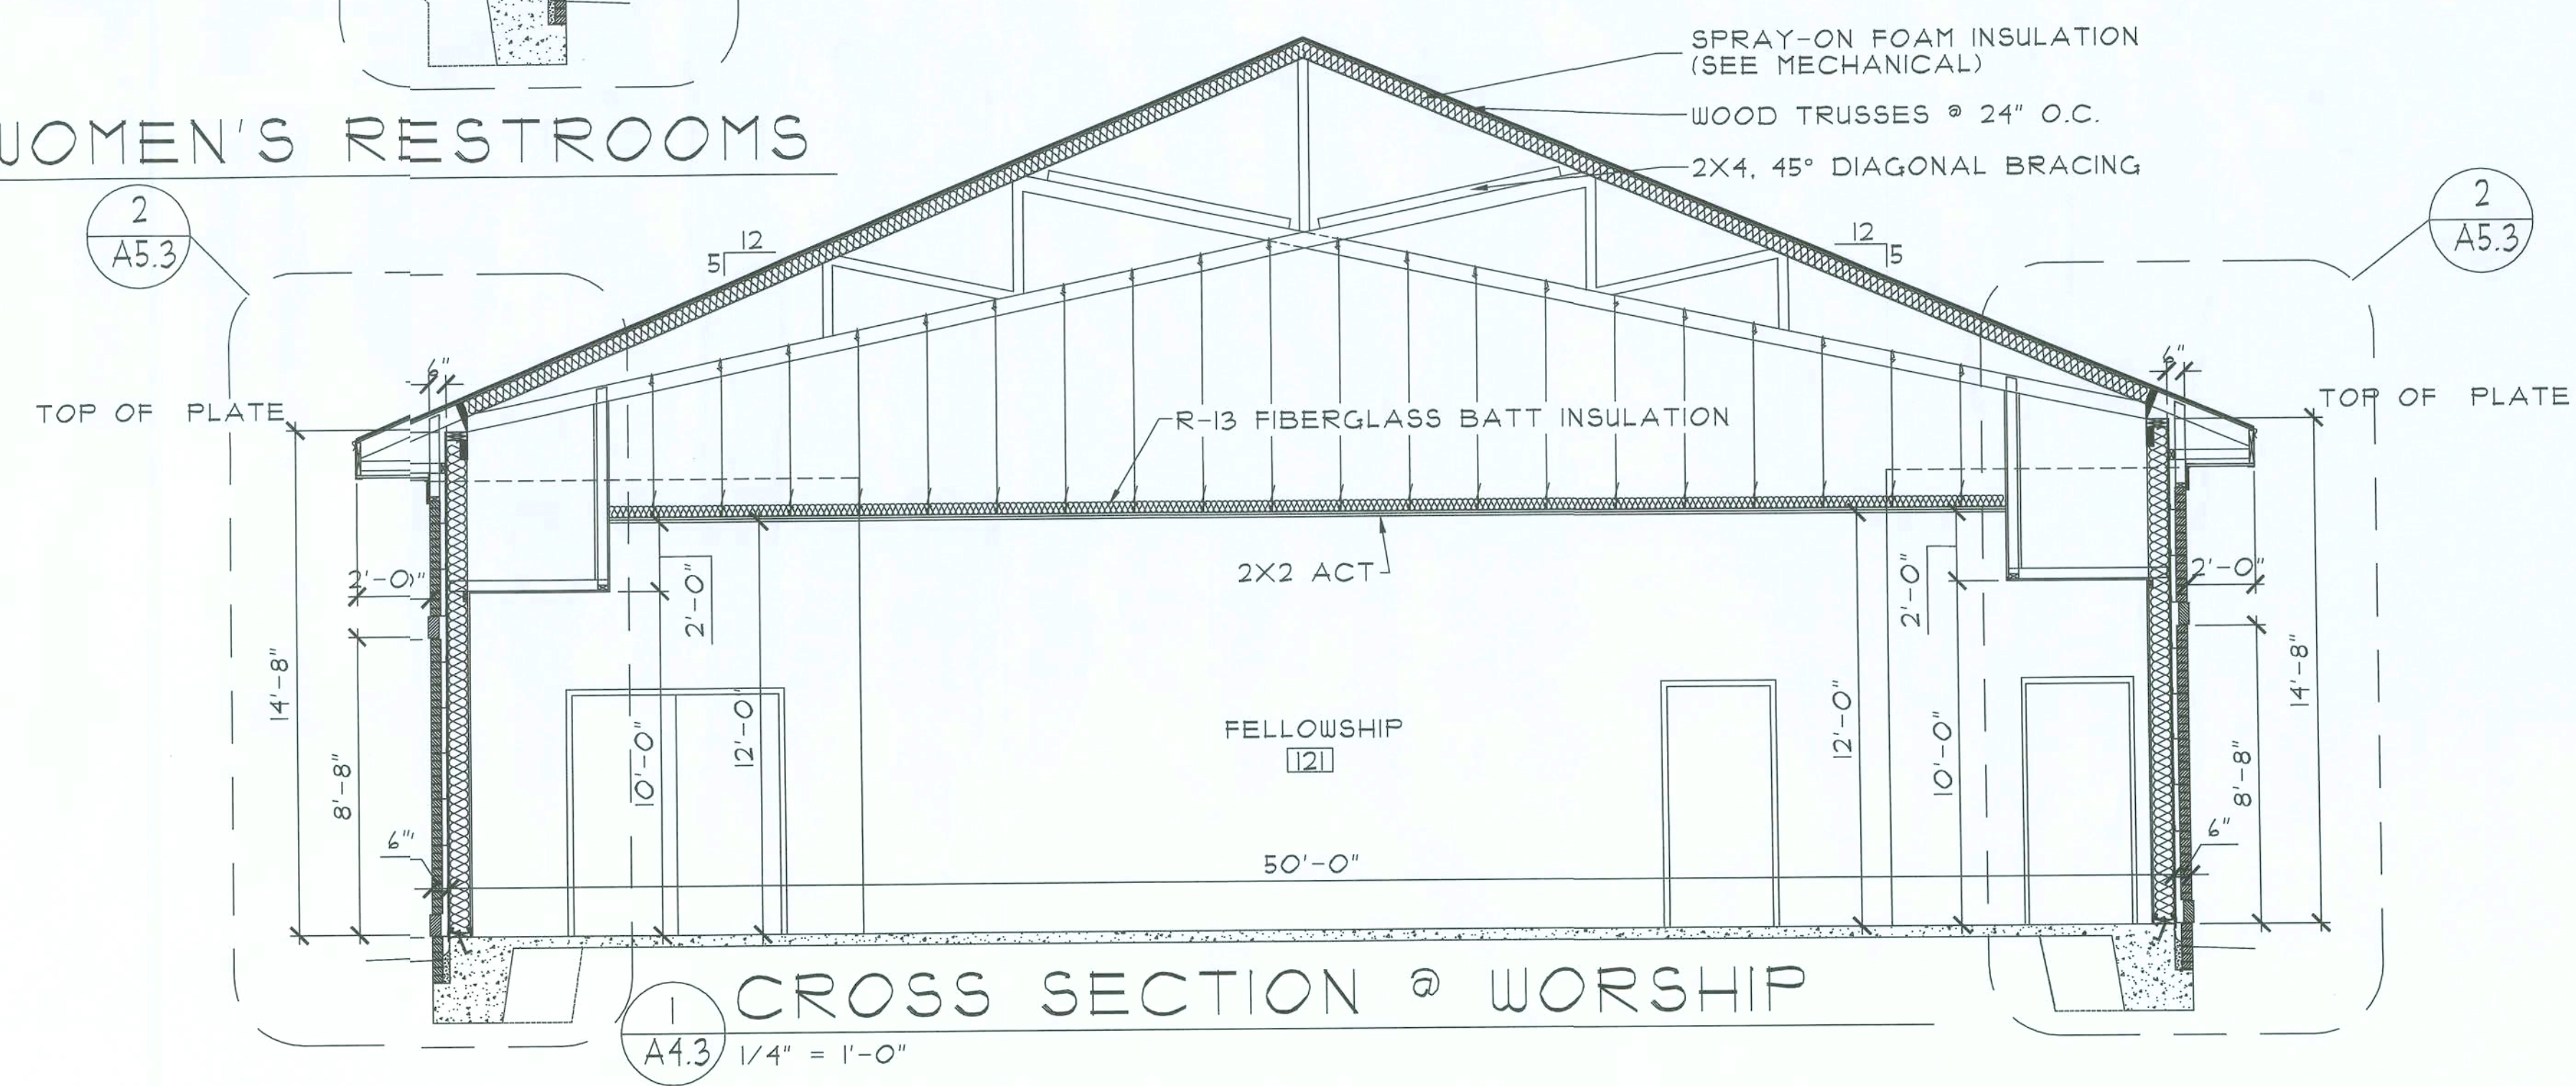 SPRAY-ON FOAM INSULATION
(SEE MECHANICAL)
WOOD TRUSSES @ 24" O.C.
2X4, 45° DIAGONAL BRACING
WOMEN'S RESTROOMS
2
A5.3
2
A5.3
12
5
12
5
6"
6"
TOP OF PLATE
TOP OF PLATE
R-13 FIBERGLASS BATT INSULATION
2X2 ACT
2'-0"
2'-0"
2'-0"
2'-0"
14'-8"
8'-8"
10'-0"
12'-0"
FELLOWSHIP
121
12'-0"
10'-0"
8'-8"
14'-8"
6"
6"
50'-0"
1
A4.3
CROSS SECTION @ WORSHIP
1/4" = 1'-0"